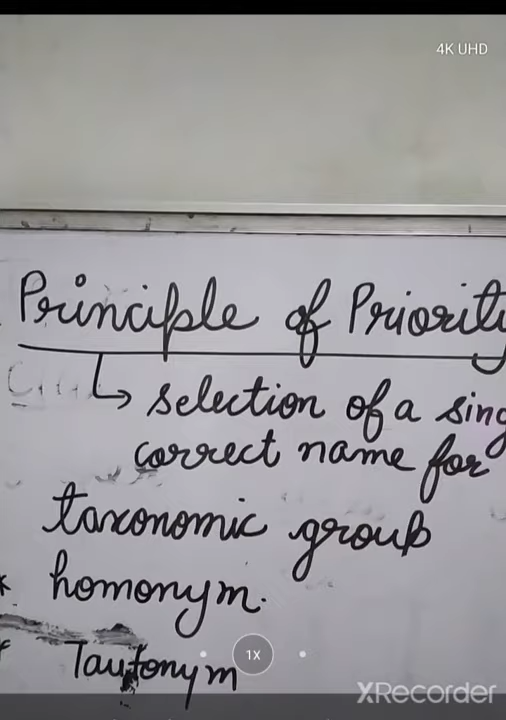 4K UHD
Principle of Priority
↳ selection of a sing
correct name for
taxonomic group
* homonym.
Tautonym
1X
XRecorder